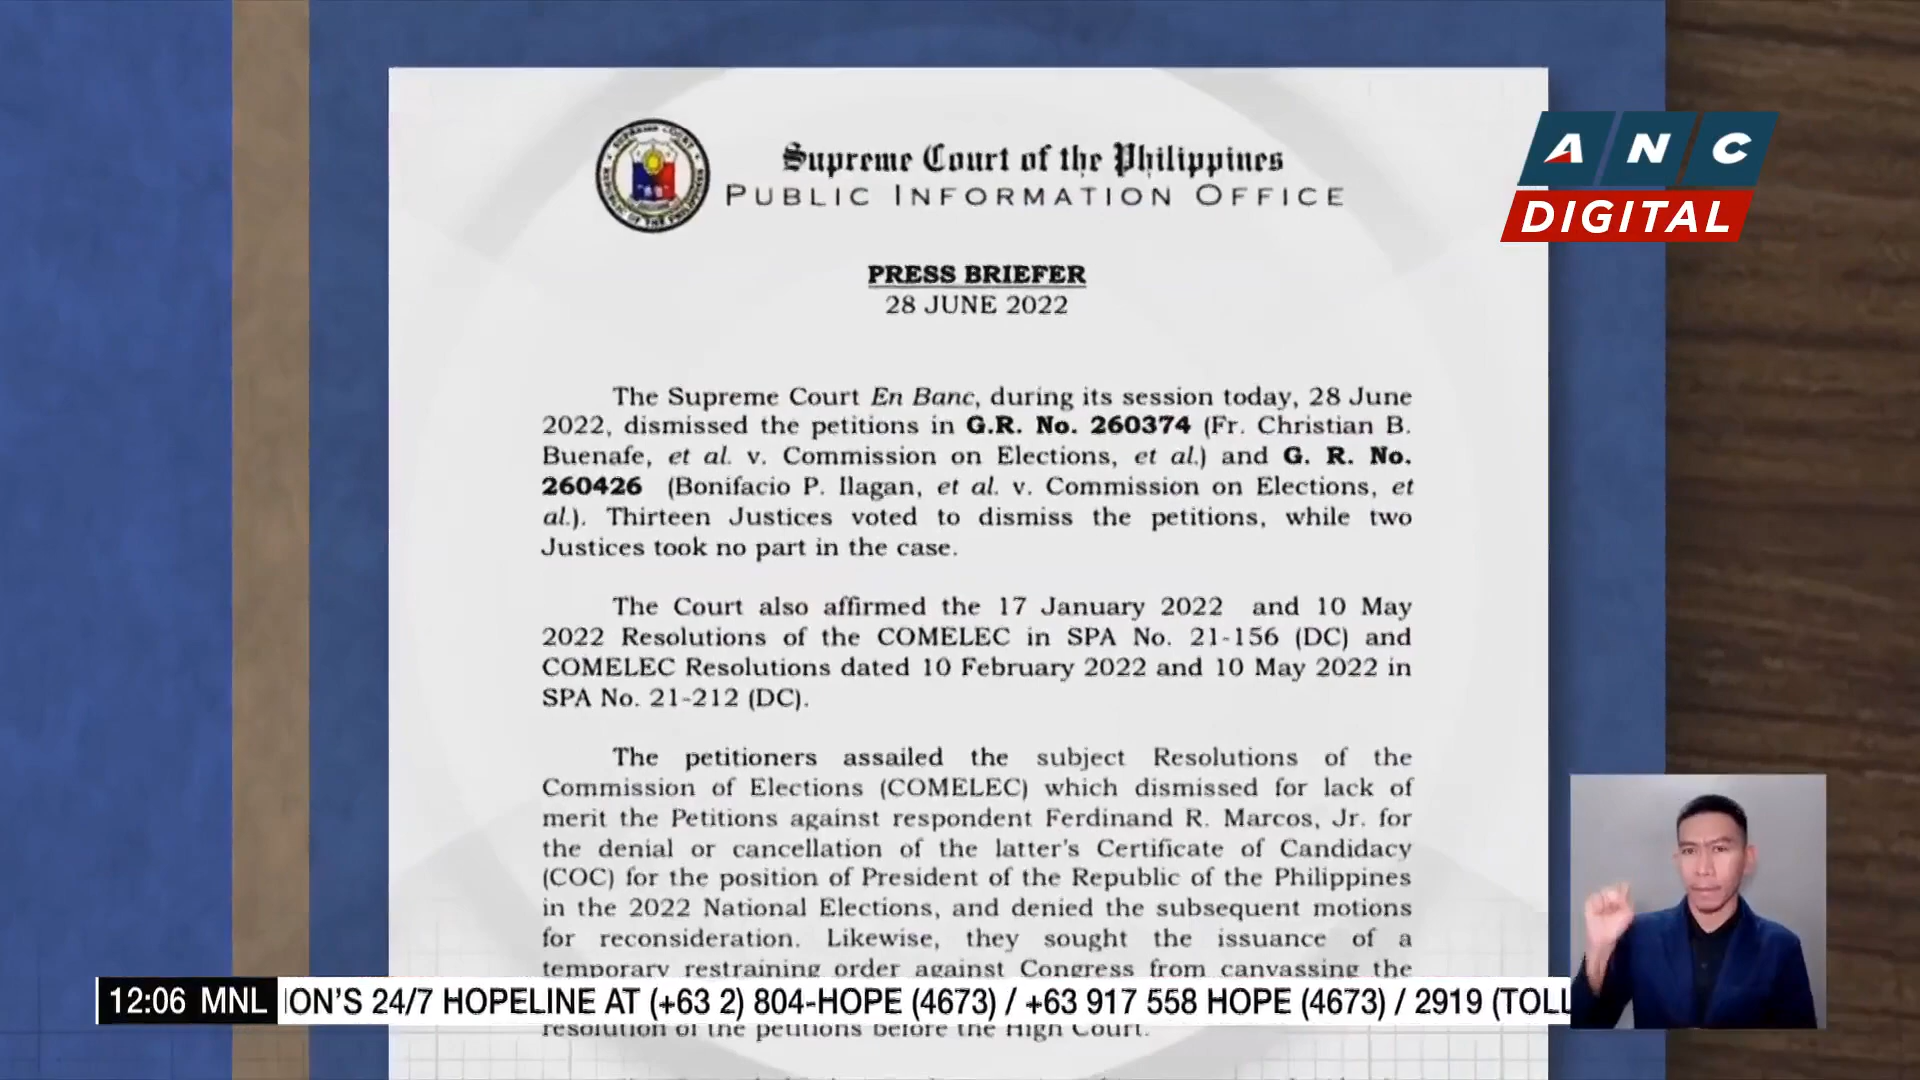 Supreme Court of the Philippines
PUBLIC INFORMATION OFFICE
ANC
DIGITAL
PRESS BRIEFER
28 JUNE 2022
The Supreme Court En Banc, during its session today, 28 June
2022, dismissed the petitions in G.R. No. 260374 (Fr. Christian B.
Buenafe, et al. v. Commission on Elections, et al.) and G. R. No.
260426 (Bonifacio P. Ilagan, et al. v. Commission on Elections, et
al.). Thirteen Justices voted to dismiss the petitions, while two
Justices took no part in the case.
The Court also affirmed the 17 January 2022 and 10 May
2022 Resolutions of the COMELEC in SPA No. 21-156 (DC) and
COMELEC Resolutions dated 10 February 2022 and 10 May 2022 in
SPA No. 21-212 (DC).
The petitioners assailed the subject Resolutions of the
Commission of Elections (COMELEC) which dismissed for lack of
merit the Petitions against respondent Ferdinand R. Marcos, Jr. for
the denial or cancellation of the latter's Certificate of Candidacy
(COC) for the position of President of the Republic of the Philippines
in the 2022 National Elections, and denied the subsequent motions
for reconsideration. Likewise, they sought the issuance of a
temporary restraining order against Congress from canvassing the
12:06 MNL ION'S 24/7 HOPELINE AT (+63 2) 804-HOPE (4673) / +63 917 558 HOPE (4673) / 2919 (TOLL
resolution of the petitions before the High Court.